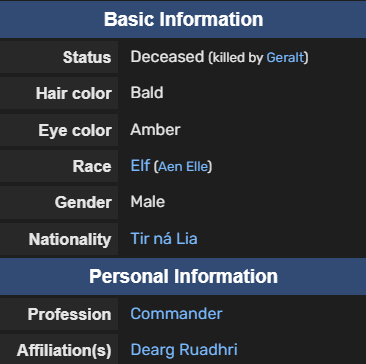 Basic Information
Status Deceased (killed by Geralt)
Hair color Bald
Eye color Amber
Race Elf (Aen Elle)
Gender Male
Nationality Tir ná Lia
Personal Information
Profession Commander
Affiliation(s) Dearg Ruadhri